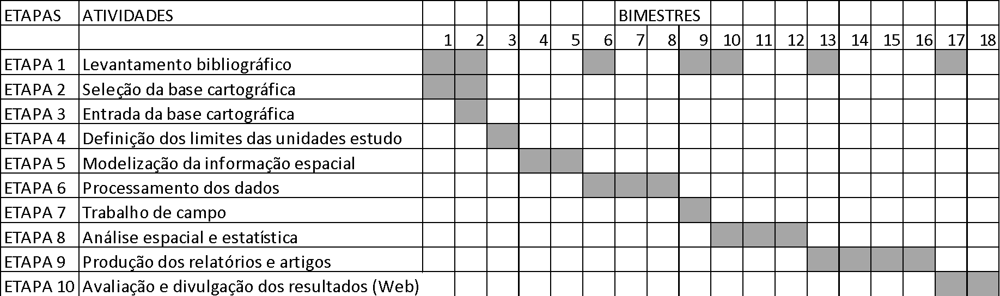 ETAPAS ATIVIDADES BIMESTRES
1 2 3 4 5 6 7 8 9 10 11 12 13 14 15 16 17 18
ETAPA 1 Levantamento bibliográfico
ETAPA 2 Seleção da base cartográfica
ETAPA 3 Entrada da base cartográfica
ETAPA 4 Definição dos limites das unidades estudo
ETAPA 5 Modelização da informação espacial
ETAPA 6 Processamento dos dados
ETAPA 7 Trabalho de campo
ETAPA 8 Análise espacial e estatística
ETAPA 9 Produção dos relatórios e artigos
ETAPA 10 Avaliação e divulgação dos resultados (Web)